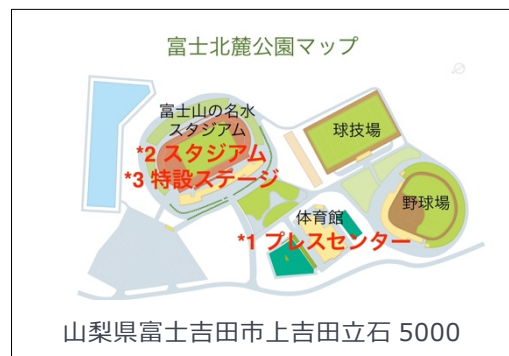 富士北麓公園マップ
富士山の名水
スタジアム
*2 スタジアム
*3 特設ステージ
球技場
野球場
体育館
*1 プレスセンター
山梨県富士吉田市上吉田立石 5000